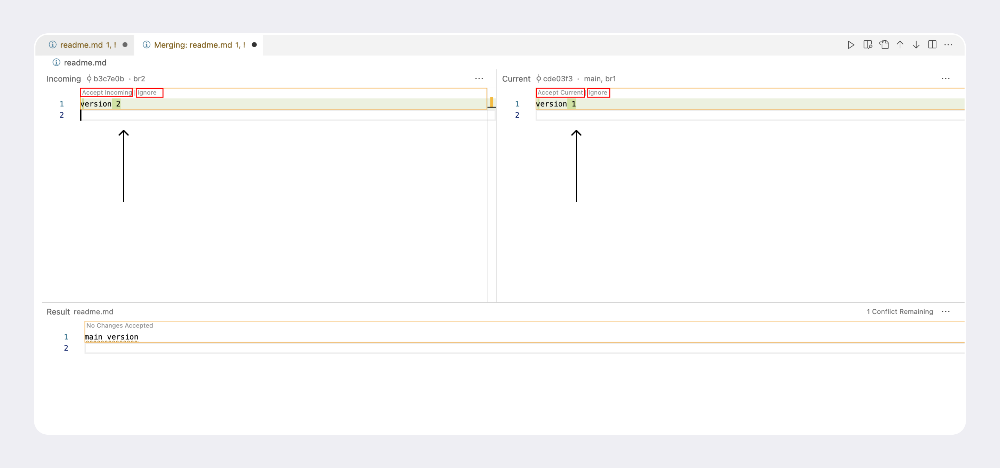 readme.md 1, !
Merging: readme.md 1, !
readme.md
Incoming b3c7e0b • br2
Accept Incoming | Ignore
1 version 2
2
Current cde03f3 • main, br1
Accept Current | Ignore
1 version 1
2
Result readme.md
1 Conflict Remaining
No Changes Accepted
1 main version
2